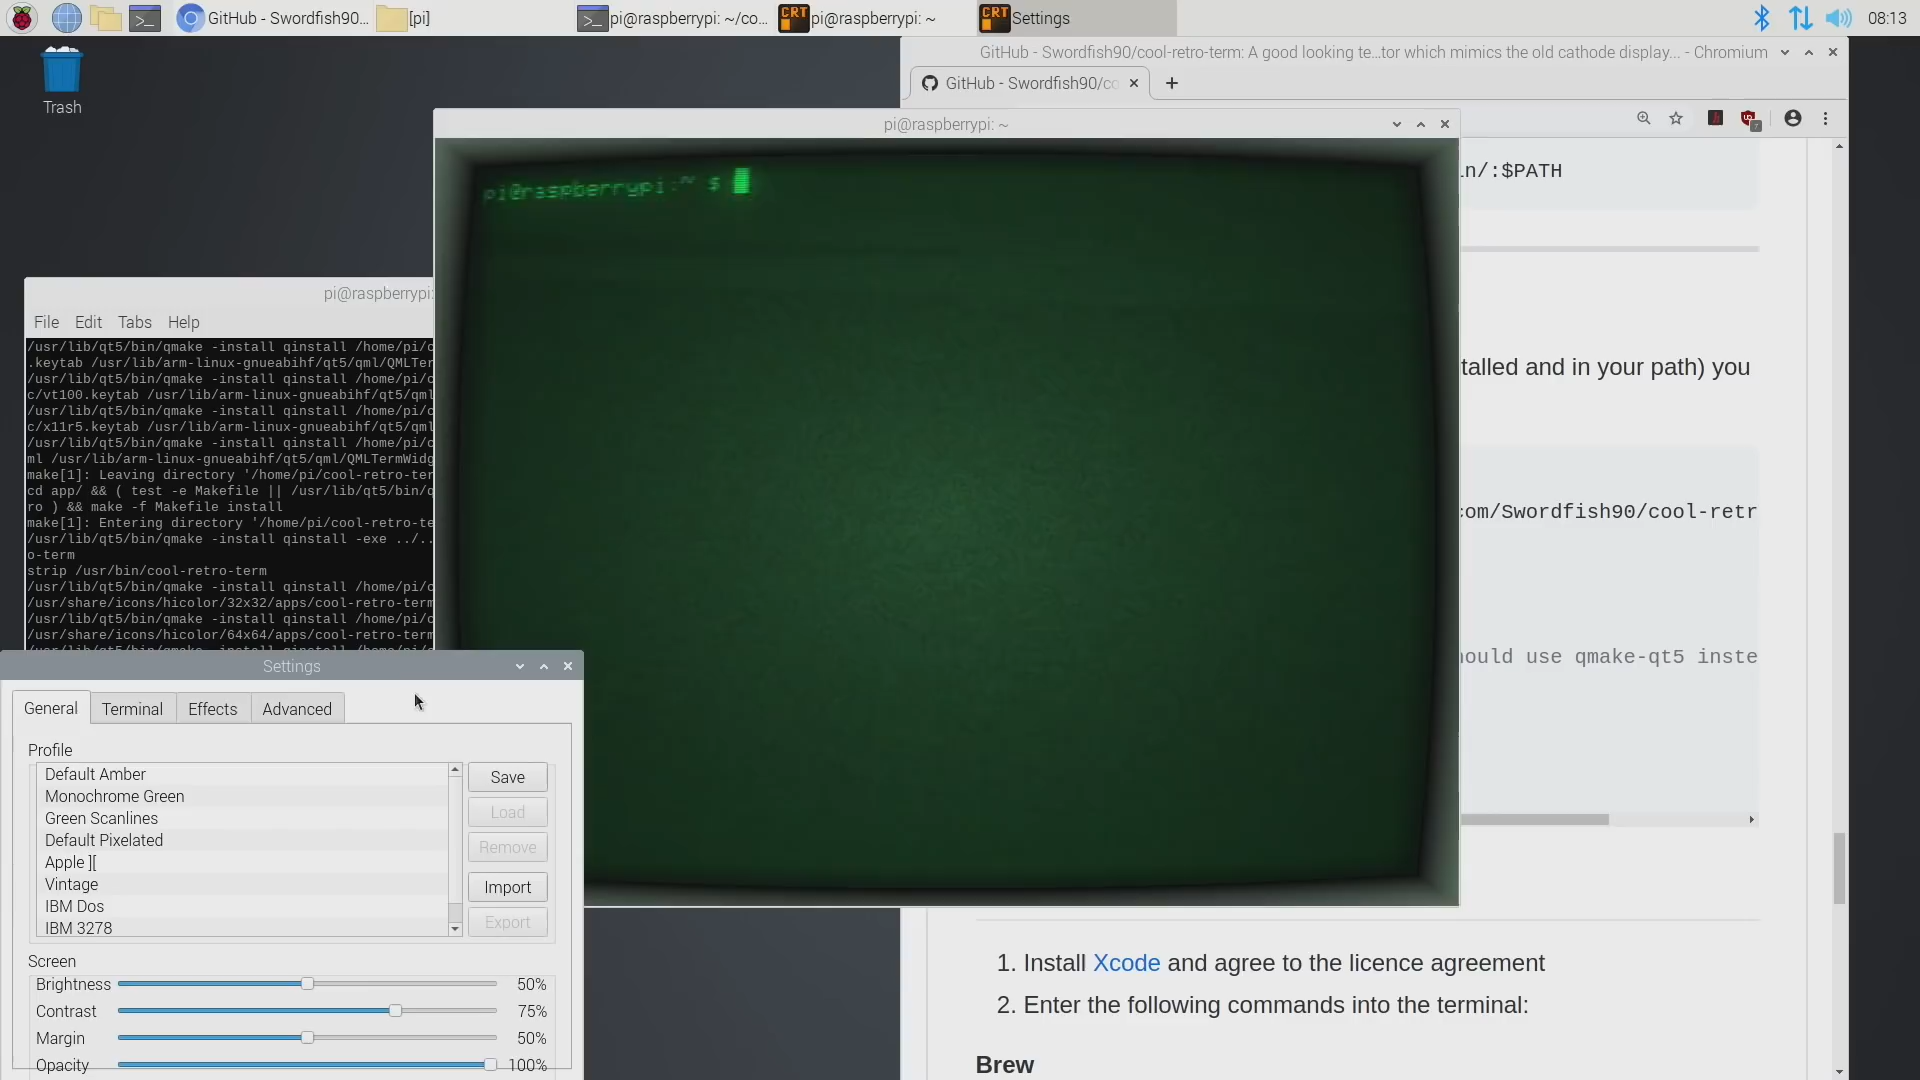 GitHub - Swordfish90...
[pi]
pi@raspberrypi: ~/co...
CRT
pi@raspberrypi: ~
CRT
Settings
08:13
Trash
GitHub - Swordfish90/cool-retro-term: A good looking te...tor which mimics the old cathode display... - Chromium
GitHub - Swordfish90/co
7
in/:$PATH
talled and in your path) you
com/Swordfish90/cool-retr
hould use qmake-qt5 inste
1. Install Xcode and agree to the licence agreement
2. Enter the following commands into the terminal:
Brew
pi@raspberrypi: ~
pi@raspberrypi:~ $
pi@raspberrypi:
File Edit Tabs Help
/usr/lib/qt5/bin/qmake -install qinstall /home/pi/c
.keytab /usr/lib/arm-linux-gnueabihf/qt5/qml/QMLTer
/usr/lib/qt5/bin/qmake -install qinstall /home/pi/c
c/vt100.keytab /usr/lib/arm-linux-gnueabihf/qt5/qml
/usr/lib/qt5/bin/qmake -install qinstall /home/pi/c
c/x11r5.keytab /usr/lib/arm-linux-gnueabihf/qt5/qml
/usr/lib/qt5/bin/qmake -install qinstall /home/pi/c
ml /usr/lib/arm-linux-gnueabihf/qt5/qml/QMLTermWidg
make[1]: Leaving directory '/home/pi/cool-retro-ter
cd app/ && ( test -e Makefile || /usr/lib/qt5/bin/q
ro ) && make -f Makefile install
make[1]: Entering directory '/home/pi/cool-retro-te
/usr/lib/qt5/bin/qmake -install qinstall -exe ../..
o-term
strip /usr/bin/cool-retro-term
/usr/lib/qt5/bin/qmake -install qinstall /home/pi/c
/usr/share/icons/hicolor/32x32/apps/cool-retro-term
/usr/lib/qt5/bin/qmake -install qinstall /home/pi/c
/usr/share/icons/hicolor/64x64/apps/cool-retro-term
Settings
General Terminal Effects Advanced
Profile
Default Amber
Monochrome Green
Green Scanlines
Default Pixelated
Apple ][
Vintage
IBM Dos
IBM 3278
Save
Load
Remove
Import
Export
Screen
Brightness 50%
Contrast 75%
Margin 50%
Opacity 100%